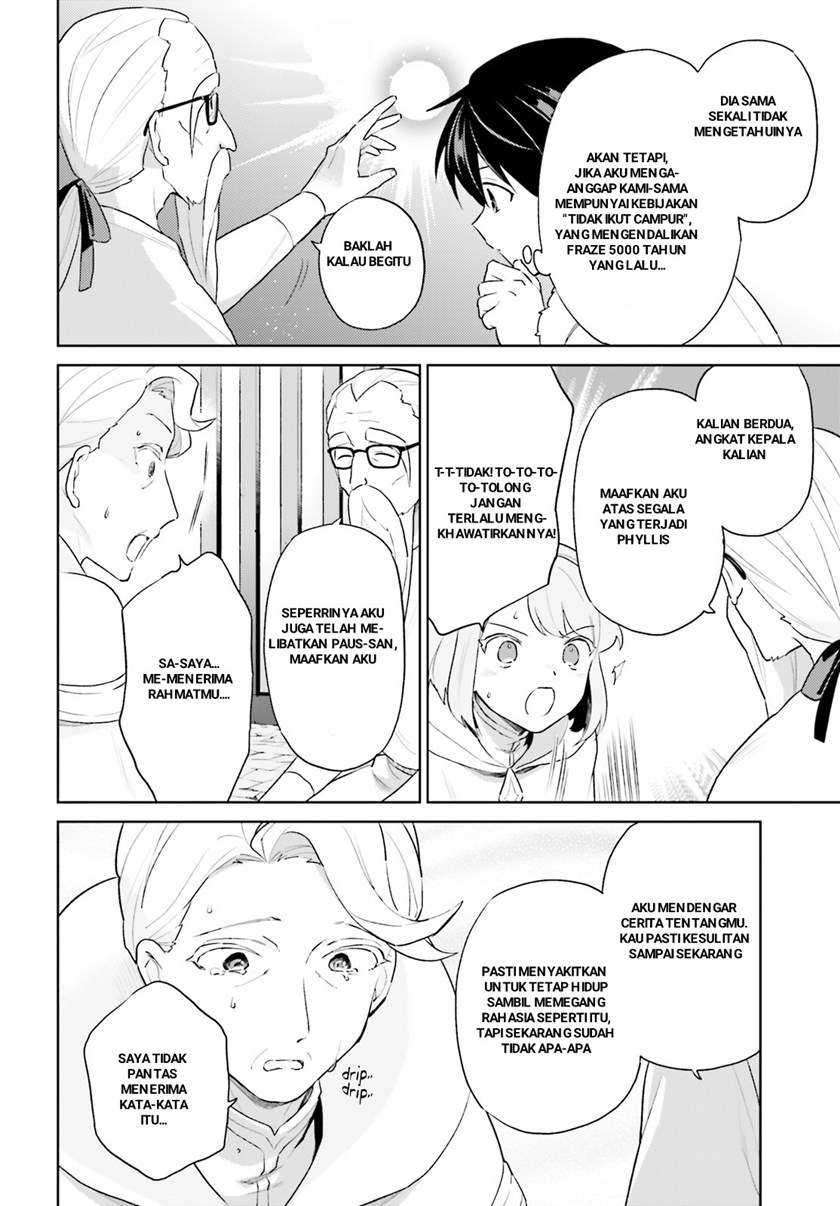 DIA SAMA
SEKALI TIDAK
MENGETAHUINYA
AKAN TETAPI,
JIKA AKU MENGA-
ANGGAP KAMI-SAMA
MEMPUNYAI KEBIJAKAN
"TIDAK IKUT CAMPUR",
YANG MENGENDALIKAN
FRAZE 5000 TAHUN
YANG LALU...
BAKLAH
KALAU BEGITU
KALIAN BERDUA,
ANGKAT KEPALA
KALIAN
MAAFKAN AKU
ATAS SEGALA
YANG TERJADI
PHYLLIS
T-T-TIDAK! TO-TO-TO-
TO-TOLONG
JANGAN
TERLALU MENG-
KHAWATIRKANNYA!
SEPERRINYA AKU
JUGA TELAH ME-
LIBATKAN PAUS-SAN,
MAAFKAN AKU
SA-SAYA...
ME-MENERIMA
RAHMATMU....
AKU MENDENGAR
CERITA TENTANGMU.
KAU PASTI KESULITAN
SAMPAI SEKARANG
PASTI MENYAKITKAN
UNTUK TETAP HIDUP
SAMBIL MEMEGANG
RAHASIA SEPERTI ITU,
TAPI SEKARANG SUDAH
TIDAK APA-APA
drip..
drip..
SAYA TIDAK
PANTAS
MENERIMA
KATA-KATA
ITU...